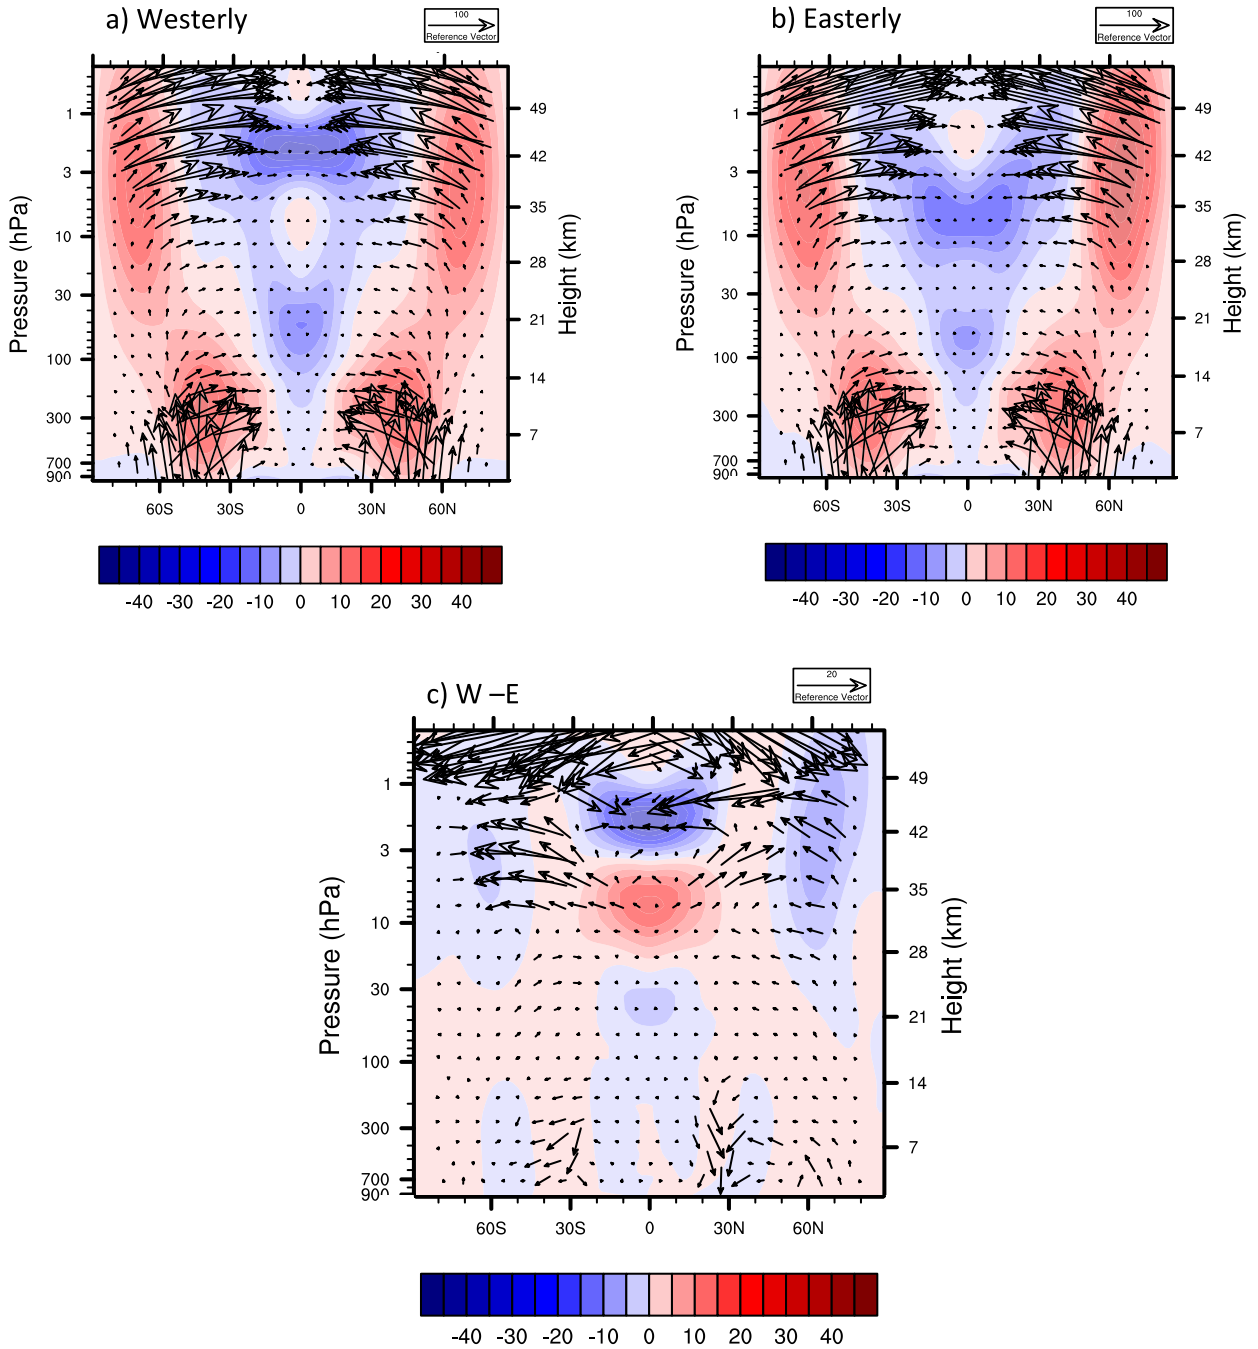 a) Westerly
100
Reference Vector
1
3
10
30
100
300
700
900
Pressure (hPa)
49
42
35
28
21
14
7
Height (km)
60S 30S 0 30N 60N
-40 -30 -20 -10 0 10 20 30 40
b) Easterly
100
Reference Vector
1
3
10
30
100
300
700
900
Pressure (hPa)
49
42
35
28
21
14
7
Height (km)
60S 30S 0 30N 60N
-40 -30 -20 -10 0 10 20 30 40
c) W –E
20
Reference Vector
1
3
10
30
100
300
700
900
Pressure (hPa)
49
42
35
28
21
14
7
Height (km)
60S 30S 0 30N 60N
-40 -30 -20 -10 0 10 20 30 40